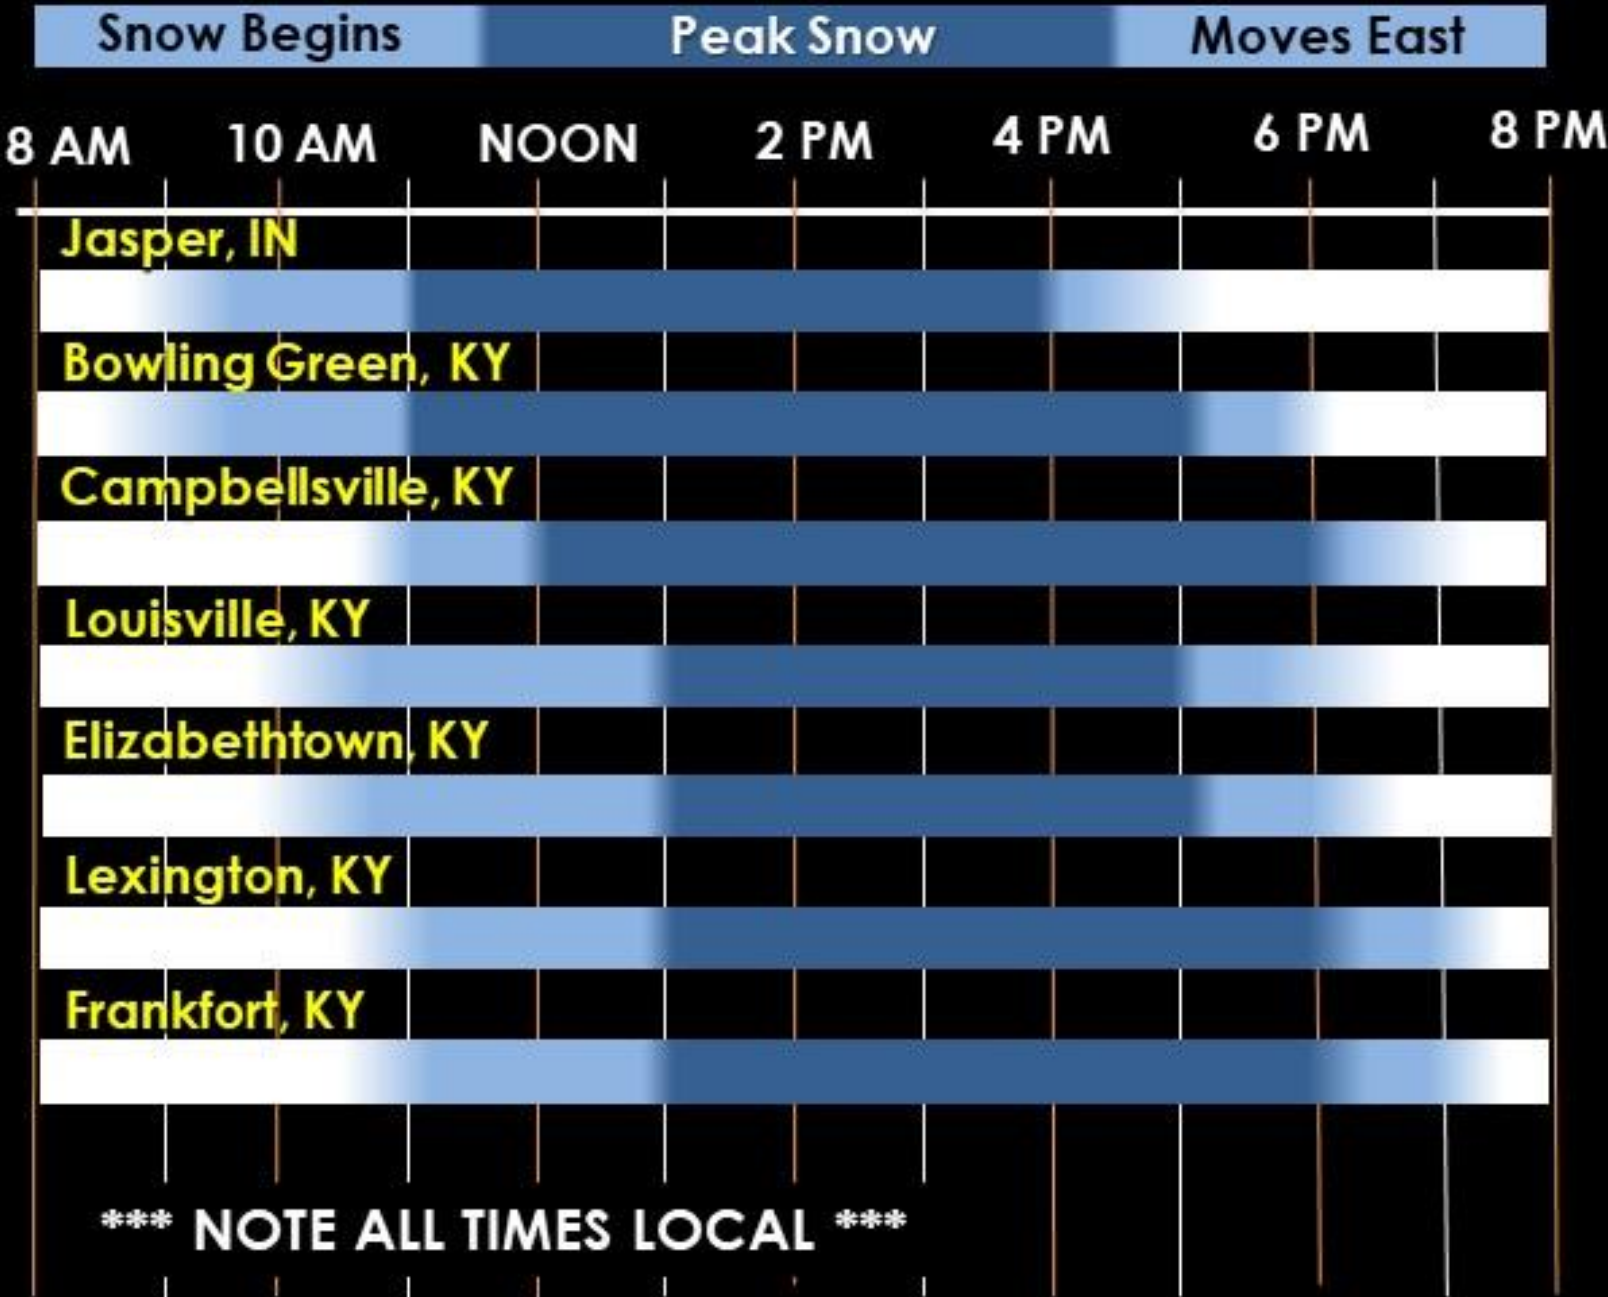 Snow Begins Peak Snow Moves East
8 AM 10 AM NOON 2 PM 4 PM 6 PM 8 PM
Jasper, IN
Bowling Green, KY
Campbellsville, KY
Louisville, KY
Elizabethtown, KY
Lexington, KY
Frankfort, KY
*** NOTE ALL TIMES LOCAL ***